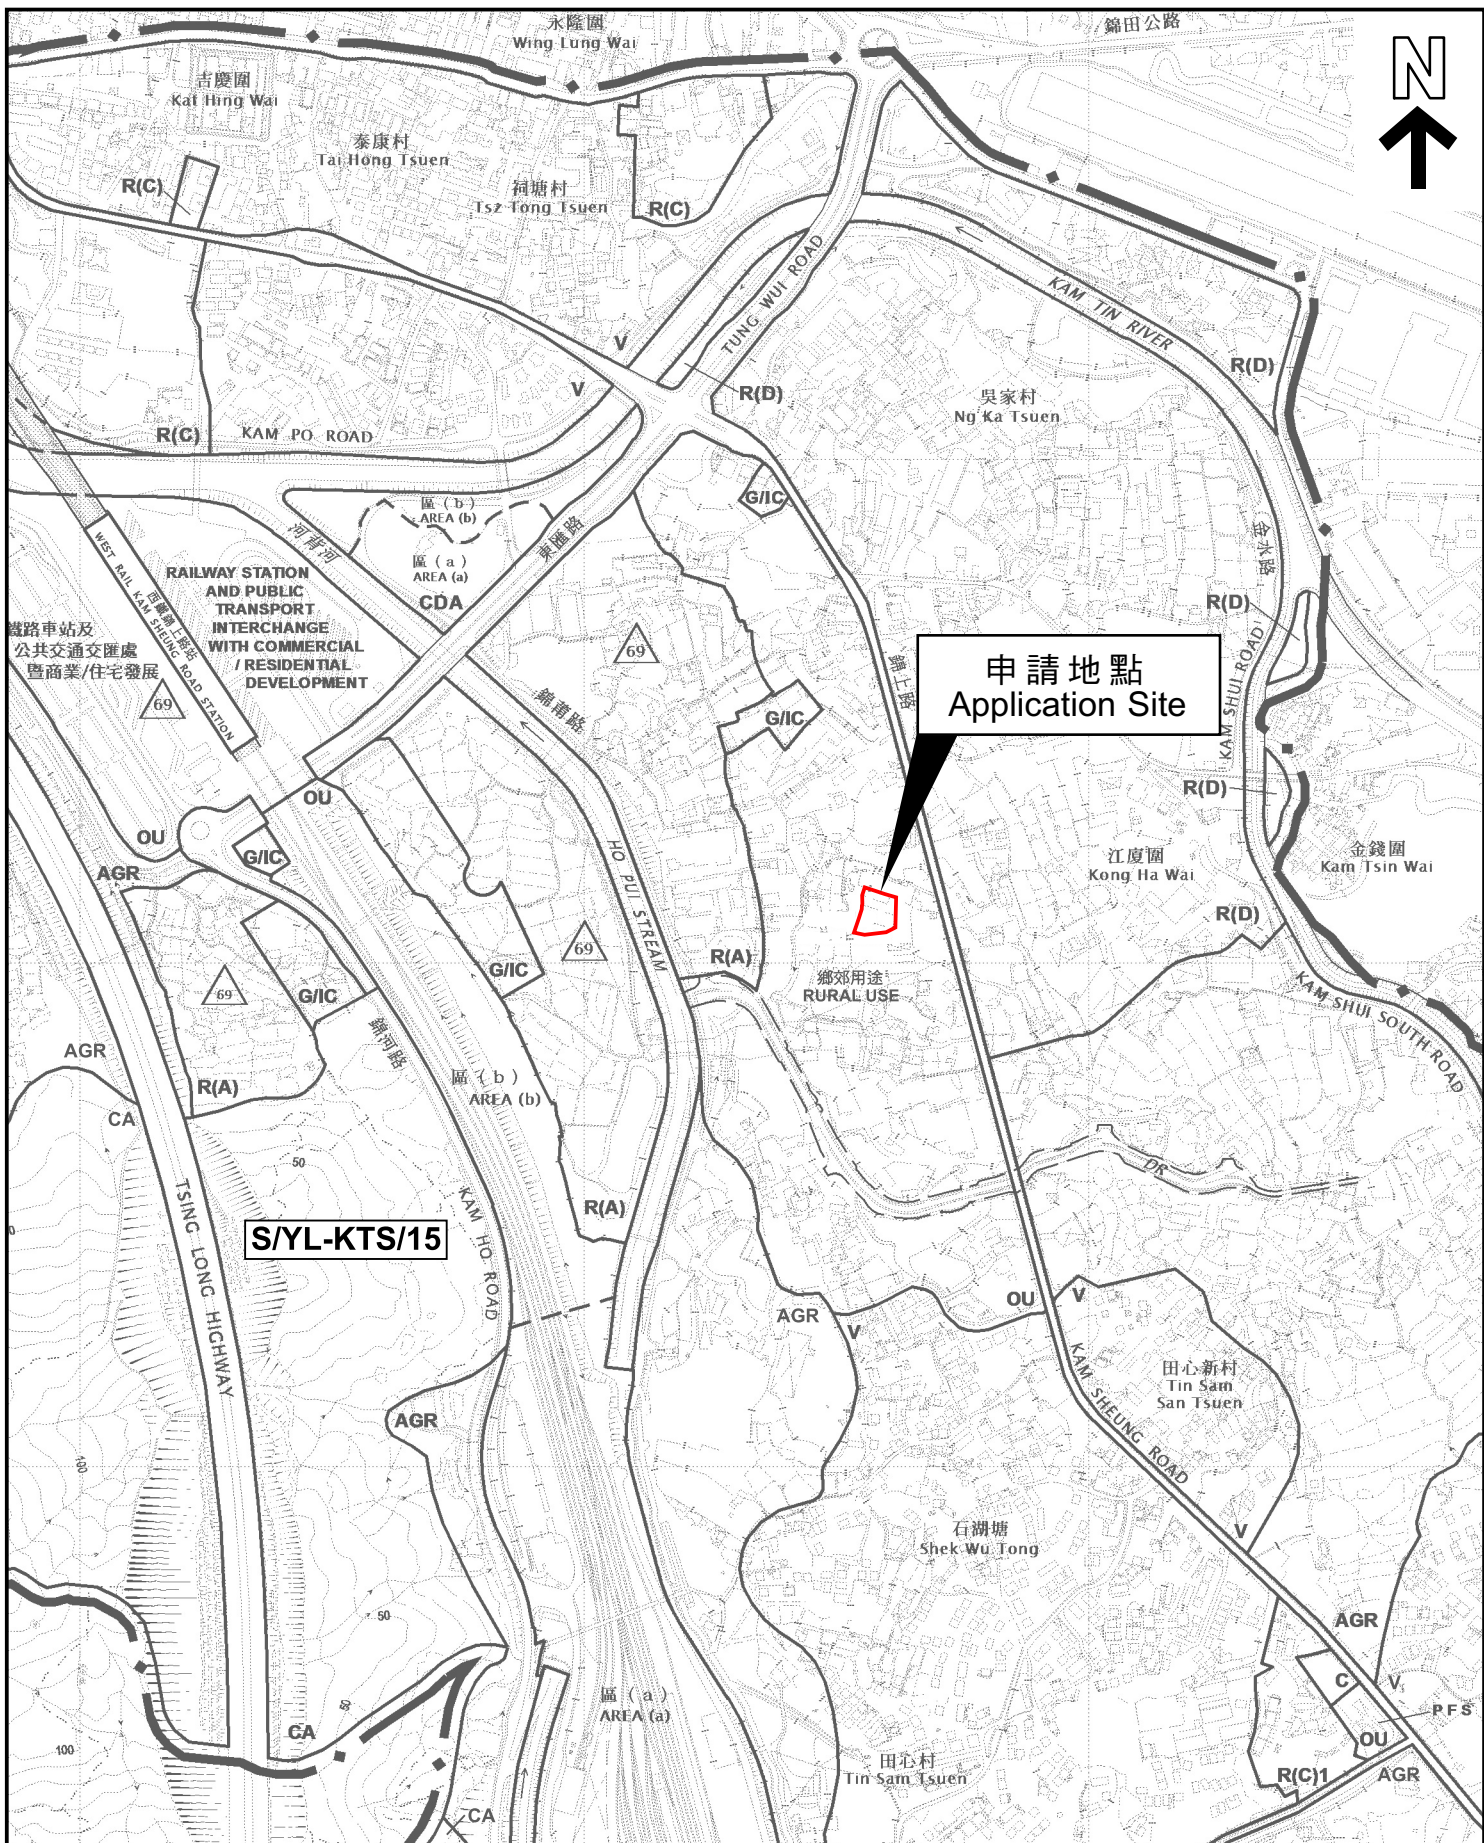 永隆圍
Wing Lung Wai
錦田公路
N
吉慶圍
Kat Hing Wai
泰康村
Tai Hong Tsuen
祠塘村
Tsz Tong Tsuen
R(C)
R(C)
TUNG WUI ROAD
KAM TIN RIVER
V
V
R(D)
R(D)
吳家村
Ng Ka Tsuen
R(C)
KAM PO ROAD
G/IC
區(b)
AREA (b)
河背河
東匯路
區(a)
AREA (a)
CDA
金水路
WEST RAIL KAM SHEUNG ROAD STATION
西鐵錦上路站
RAILWAY STATION
AND PUBLIC
TRANSPORT
INTERCHANGE
WITH COMMERCIAL
/ RESIDENTIAL
DEVELOPMENT
鐵路車站及
公共交通交匯處
暨商業/住宅發展
69
69
R(D)
KAM SHUI ROAD
錦上路
申請地點
Application Site
錦莆路
G/IC
OU
OU
R(D)
G/IC
AGR
HO PUI STREAM
江廈圍
Kong Ha Wai
金錢圍
Kam Tsin Wai
R(D)
69
69
G/IC
G/IC
R(A)
鄉郊用途
RURAL USE
KAM SHUI SOUTH ROAD
錦河路
AGR
R(A)
CA
區(b)
AREA (b)
50
DR
TSING LONG HIGHWAY
KAM HO ROAD
R(A)
S/YL-KTS/15
AGR
V
OU
V
田心新村
Tin Sam
San Tsuen
KAM SHEUNG ROAD
AGR
100
石湖塘
Shek Wu Tong
V
50
AGR
C
V
PFS
OU
50
CA
區(a)
AREA (a)
100
田心村
Tin Sam Tsuen
R(C)1
AGR
CA